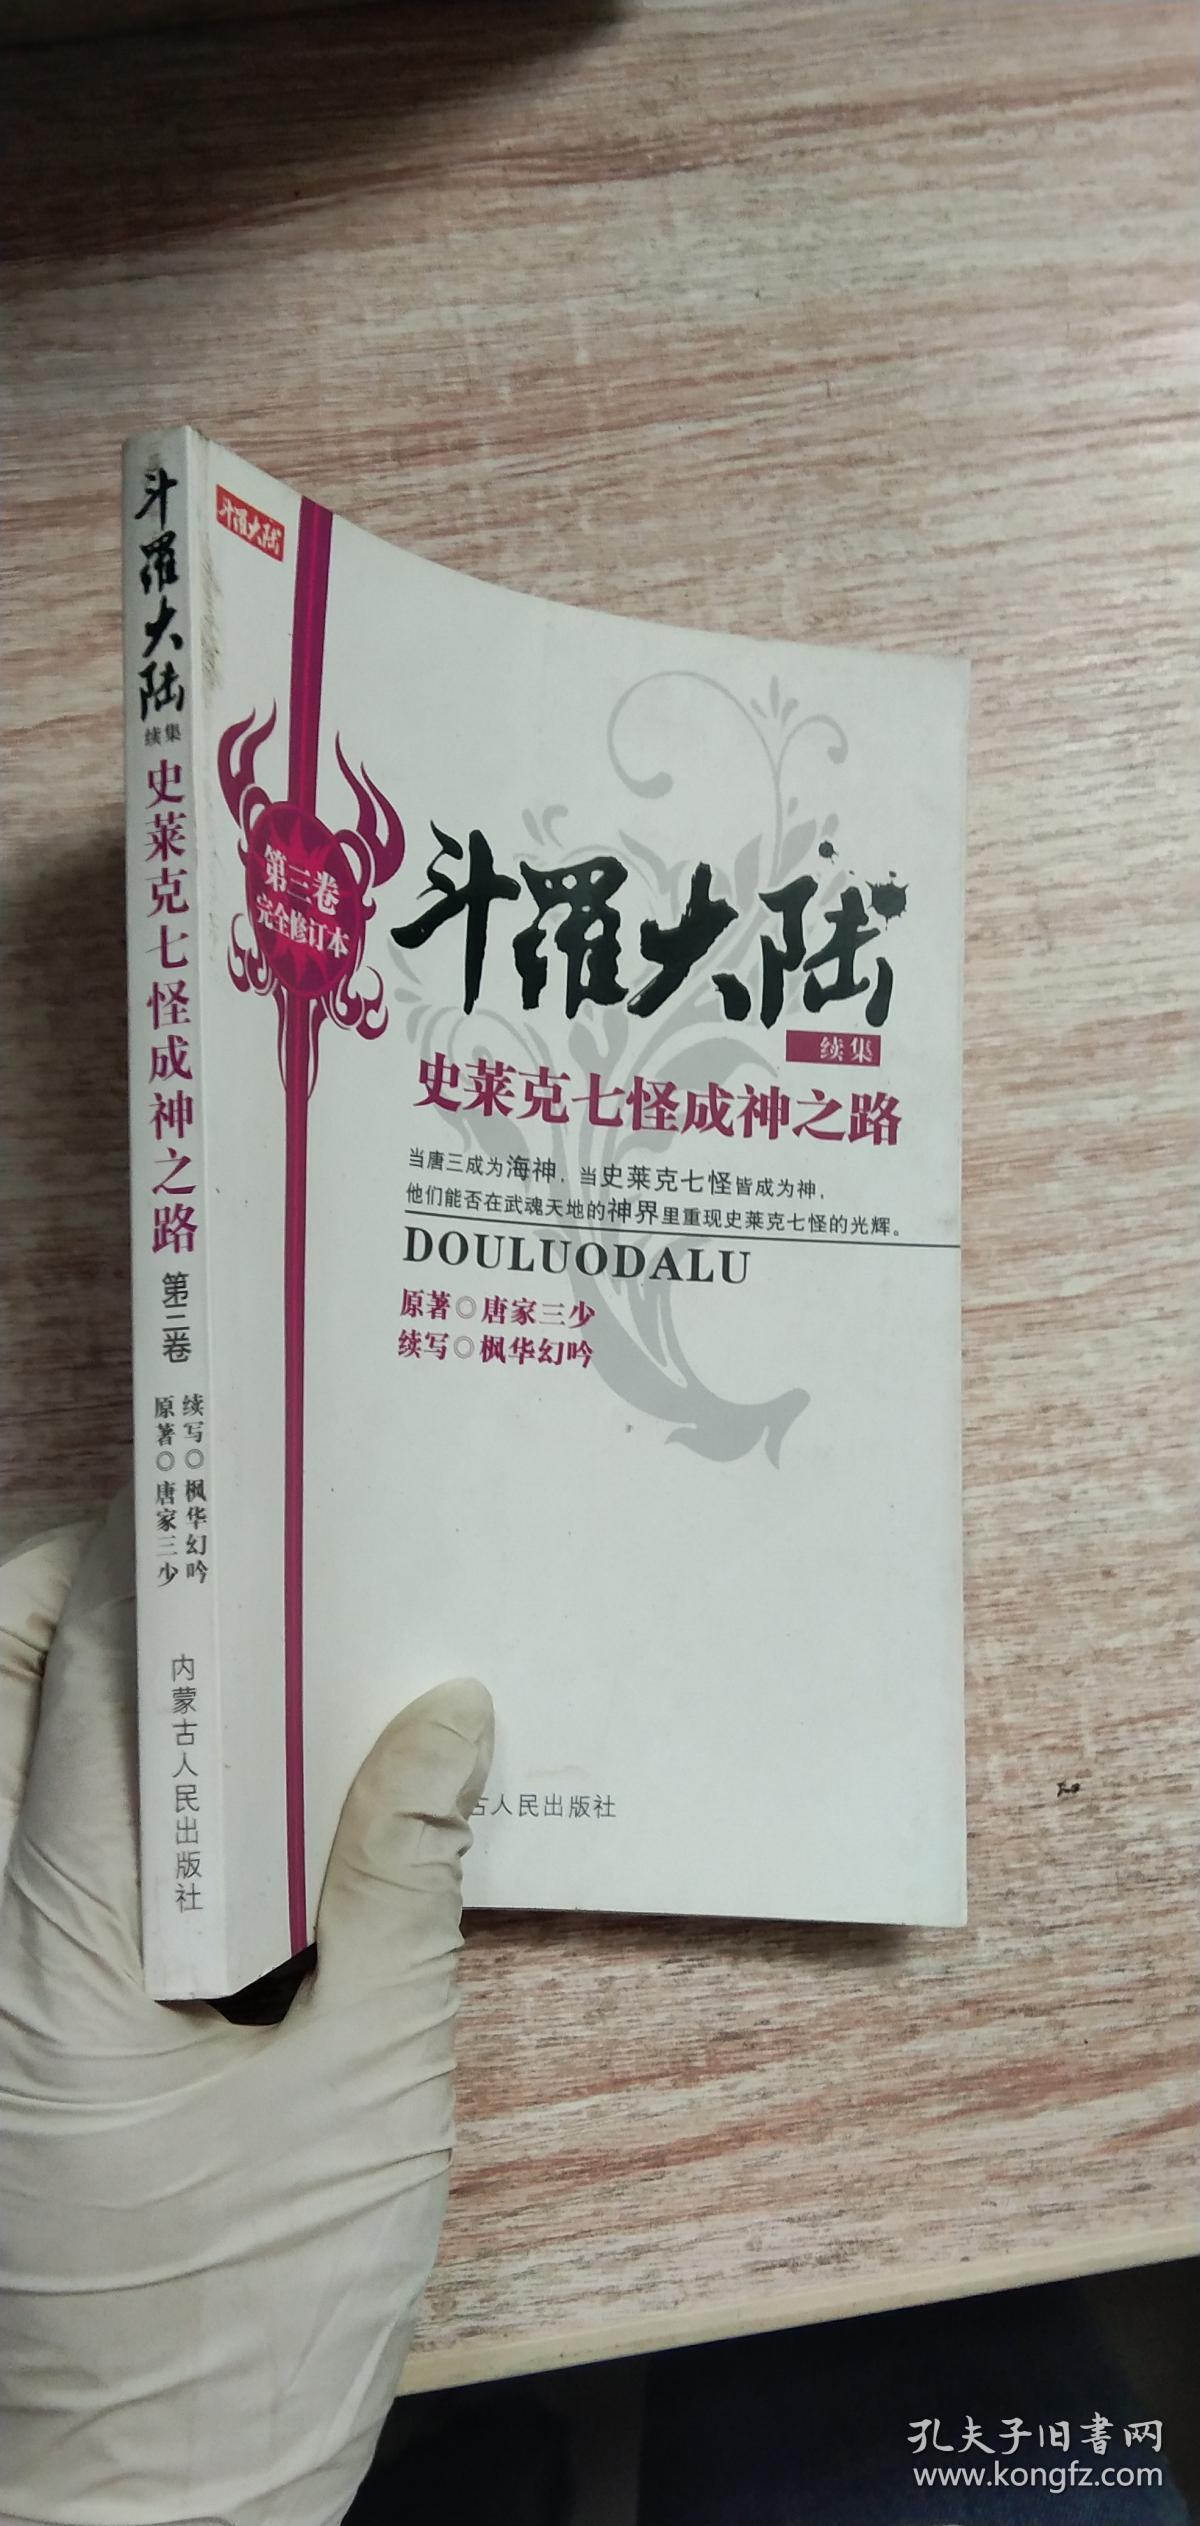 斗罗大陆
续集
史莱克七怪成神之路
第三卷
续写◎枫华幻吟
原著◎唐家三少
内蒙古人民出版社
斗罗大陆
第三卷
完全修订本
斗罗大陆
续集
史莱克七怪成神之路
当唐三成为海神，当史莱克七怪皆成为神，
他们能否在武魂天地的神界里重现史莱克七怪的光辉。
DOULUODALU
原著◎唐家三少
续写◎枫华幻吟
古人民出版社
孔夫子旧书网
www.kongfz.com